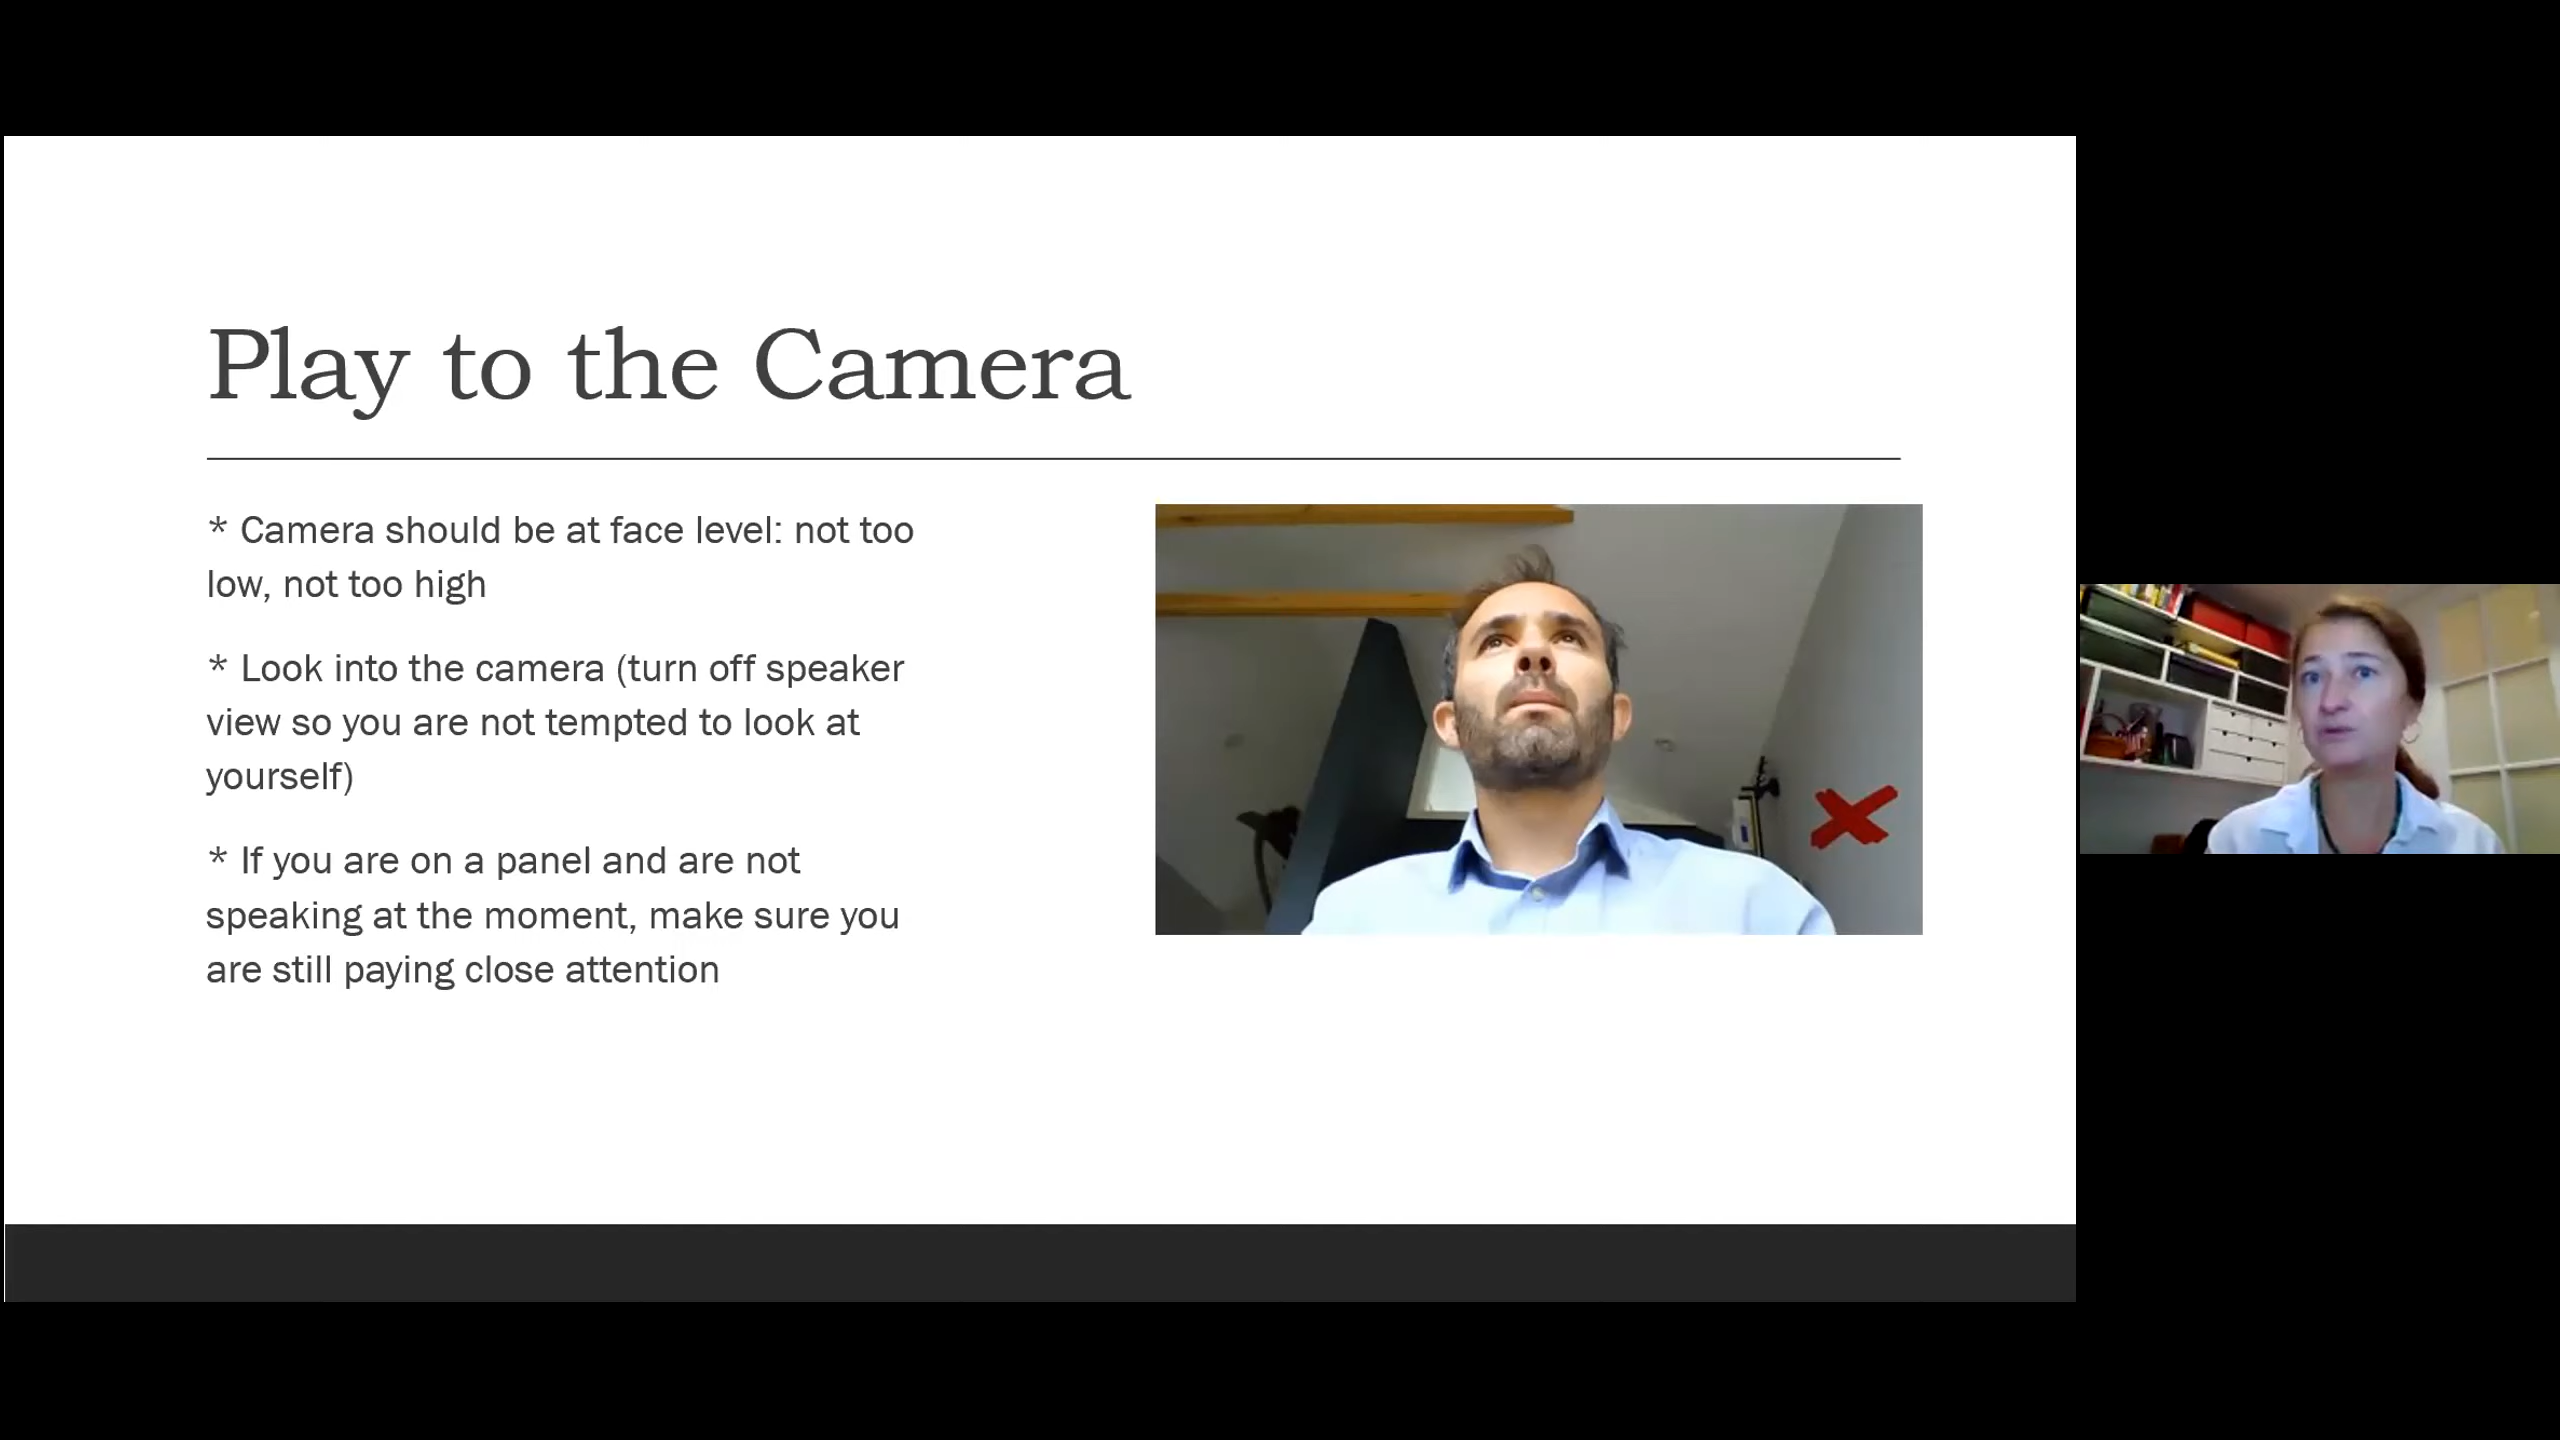 Play to the Camera
* Camera should be at face level: not too
low, not too high
* Look into the camera (turn off speaker
view so you are not tempted to look at
yourself)
* If you are on a panel and are not
speaking at the moment, make sure you
are still paying close attention